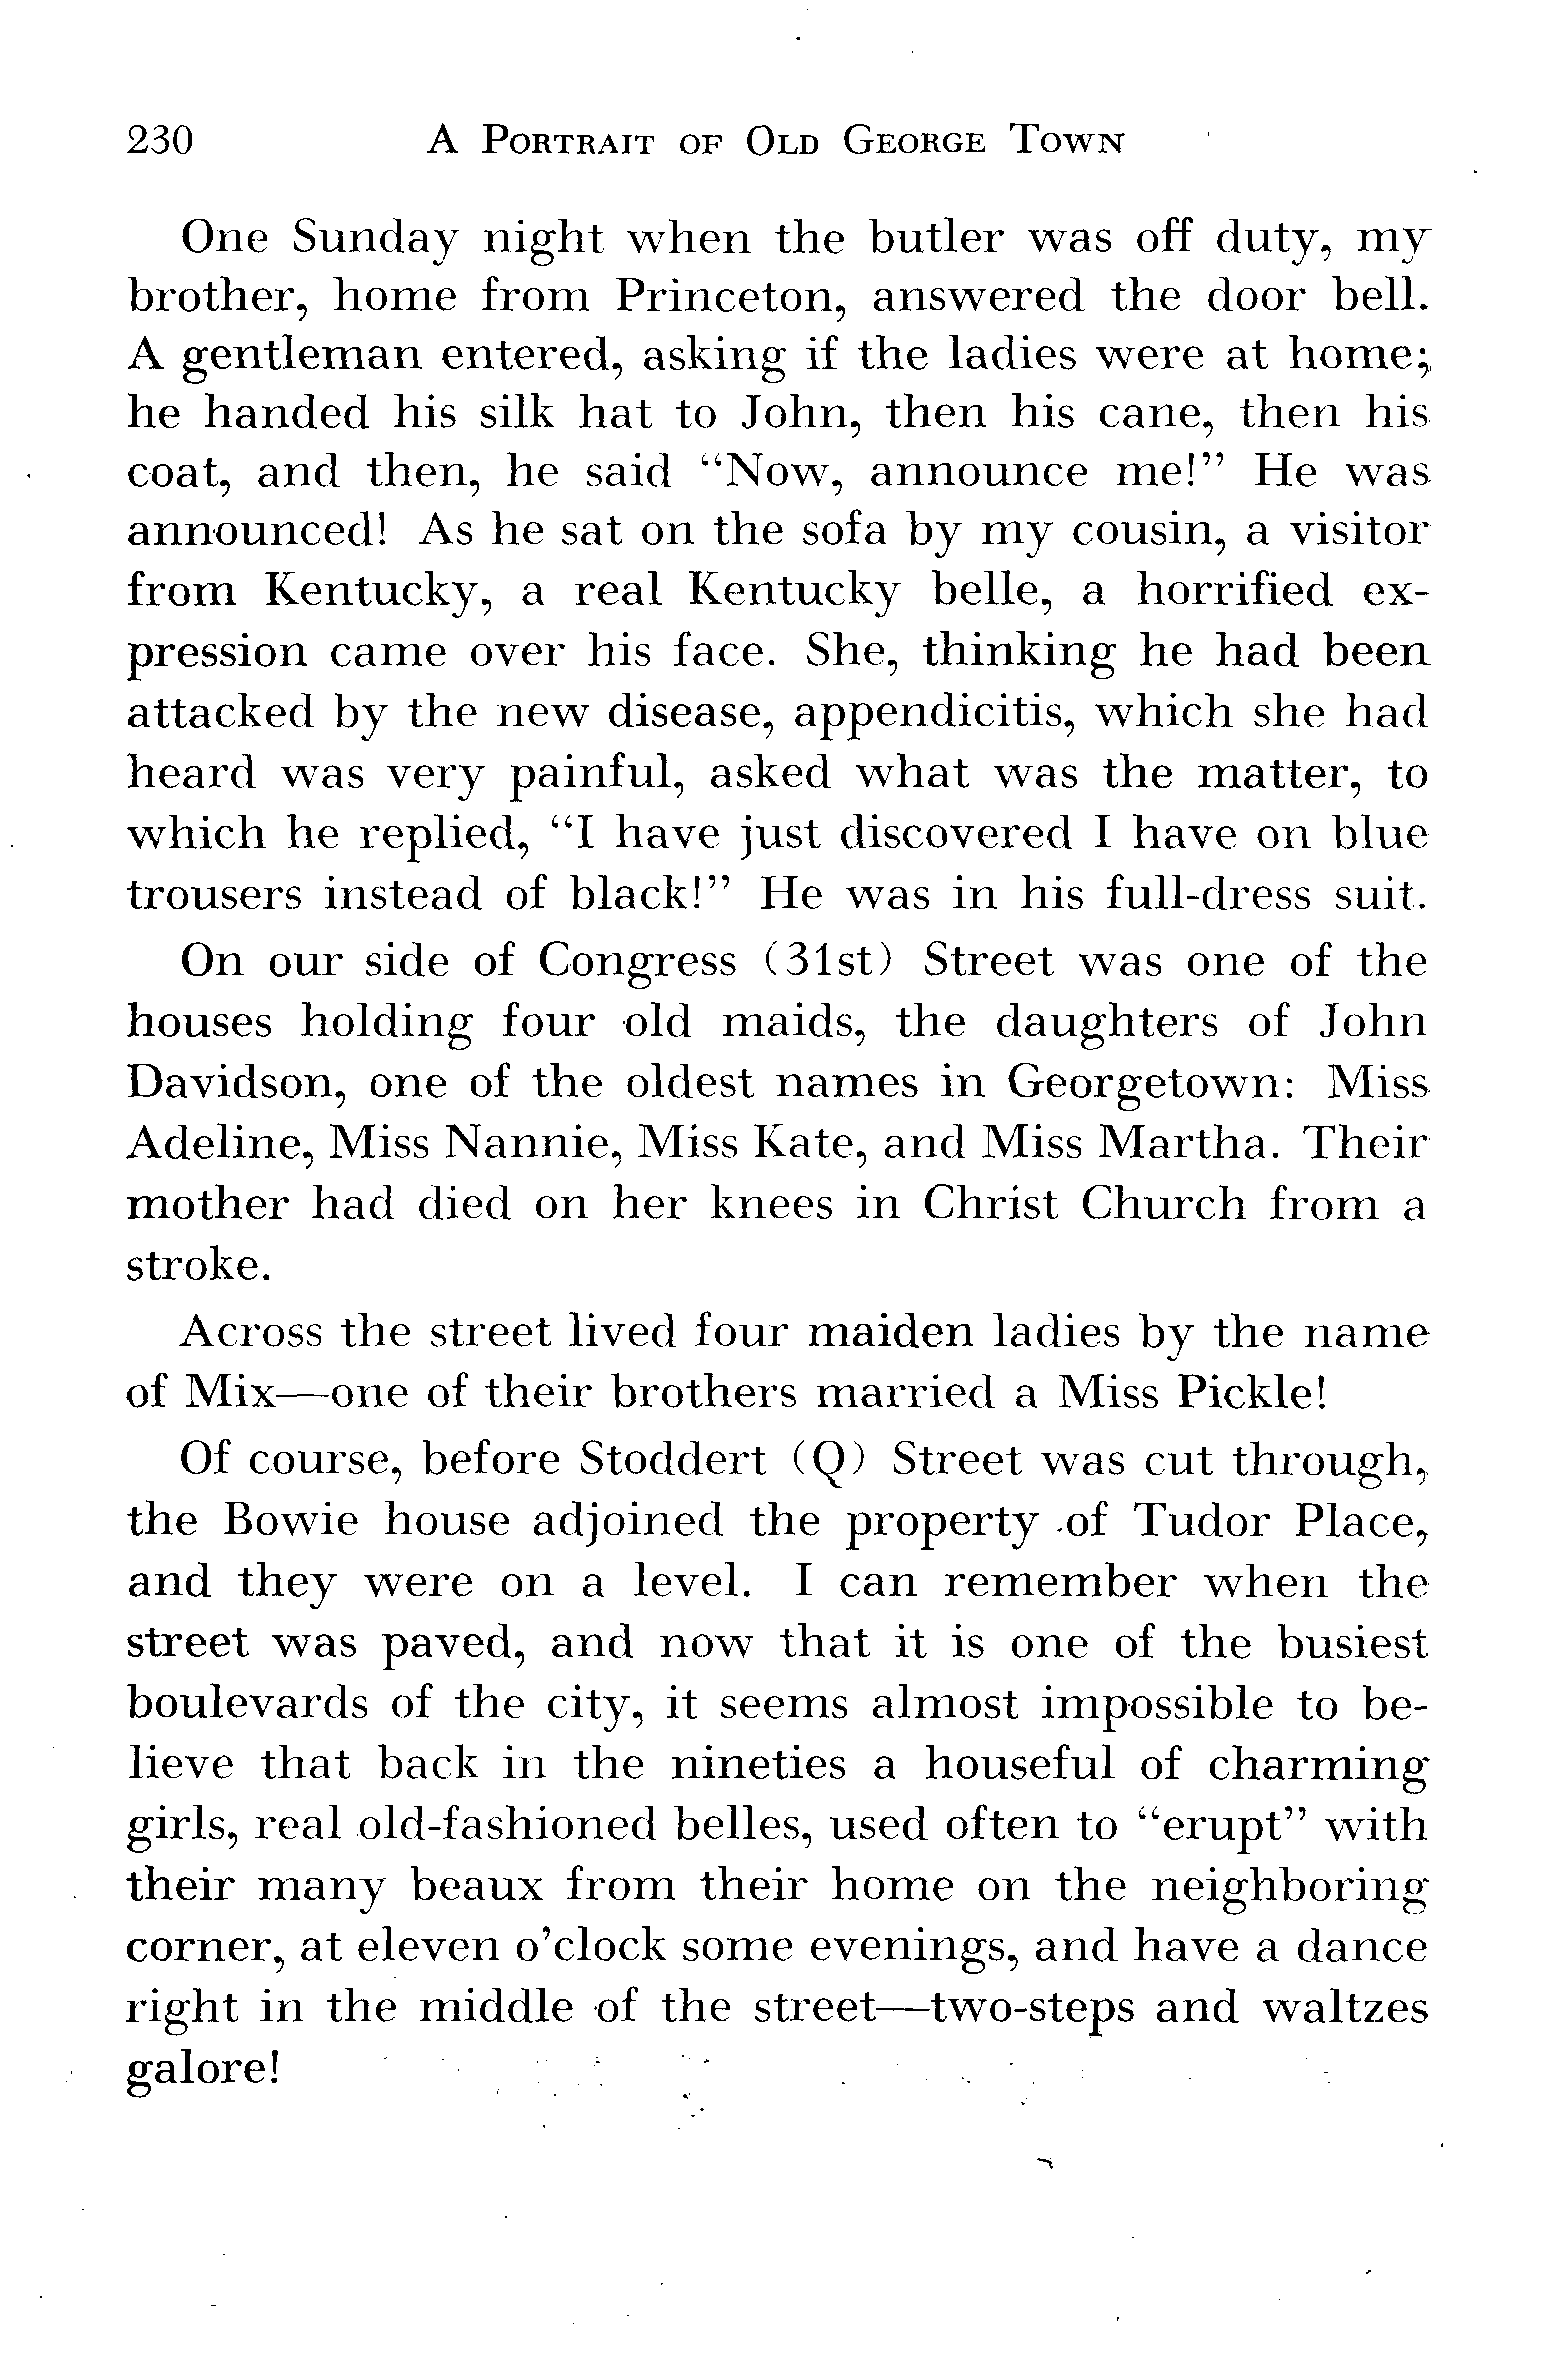 230 A Portrait of Old George Town
One Sunday night when the butler was off duty, my
brother, home from Princeton, answered the door bell.
A gentleman entered, asking if the ladies were at home;
he handed his silk hat to John, then his cane, then his
coat, and then, he said “Now, announce me!” He was
announced! As he sat on the sofa by my cousin, a visitor
from Kentucky, a real Kentucky belle, a horrified ex-
pression came over his face. She, thinking he had been
attacked by the new disease, appendicitis, which she had
heard was very painful, asked what was the matter, to
which he replied, “I have just discovered I have on blue
trousers instead of black!” He was in his full-dress suit.
On our side of Congress (31st) Street was one of the
houses holding four old maids, the daughters of John
Davidson, one of the oldest names in Georgetown: Miss
Adeline, Miss Nannie, Miss Kate, and Miss Martha. Their
mother had died on her knees in Christ Church from a
stroke.
Across the street lived four maiden ladies by the name
of Mix—one of their brothers married a Miss Pickle!
Of course, before Stoddert (Q) Street was cut through,
the Bowie house adjoined the property of Tudor Place,
and they were on a level. I can remember when the
street was paved, and now that it is one of the busiest
boulevards of the city, it seems almost impossible to be-
lieve that back in the nineties a houseful of charming
girls, real old-fashioned belles, used often to “erupt” with
their many beaux from their home on the neighboring
corner, at eleven o’clock some evenings, and have a dance
right in the middle of the street—two-steps and waltzes
galore!